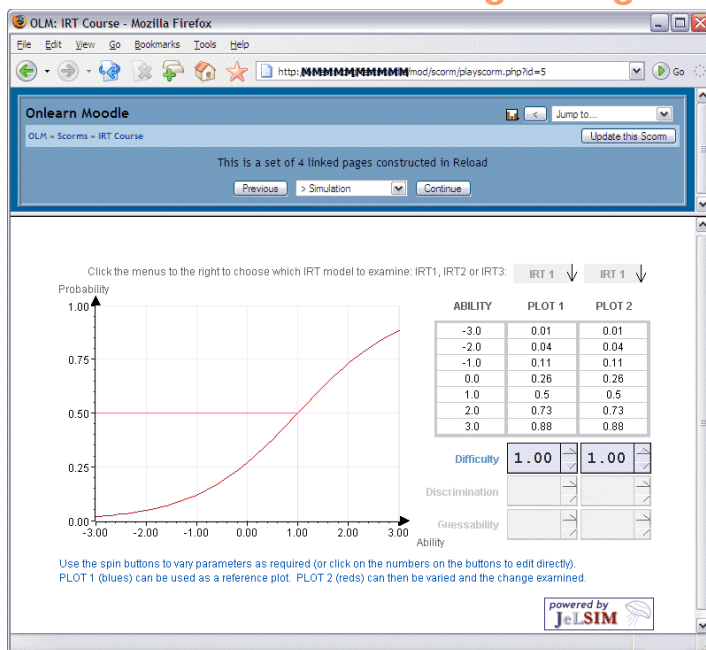 OLM: IRT Course - Mozilla Firefox
File Edit View Go Bookmarks Tools Help
http: /mod/scorm/playscorm.php?id=5 Go
Onlearn Moodle < Jump to...
OLM » Scorms » IRT Course Update this Scorm
This is a set of 4 linked pages constructed in Reload
Previous > Simulation Continue
Click the menus to the right to choose which IRT model to examine: IRT1, IRT2 or IRT3: IRT 1 IRT 1
Probability
ABILITY PLOT 1 PLOT 2
-3.0 0.01 0.01
-2.0 0.04 0.04
-1.0 0.11 0.11
0.0 0.26 0.26
1.0 0.5 0.5
2.0 0.73 0.73
3.0 0.88 0.88
1.00
0.75
0.50
0.25
0.00
-3.00 -2.00 -1.00 0.00 1.00 2.00 3.00
Ability
Difficulty 1.00 1.00
Discrimination
Guessability
Use the spin buttons to vary parameters as required (or click on the numbers on the buttons to edit directly).
PLOT 1 (blues) can be used as a reference plot. PLOT 2 (reds) can then be varied and the change examined.
powered by
JeLSIM